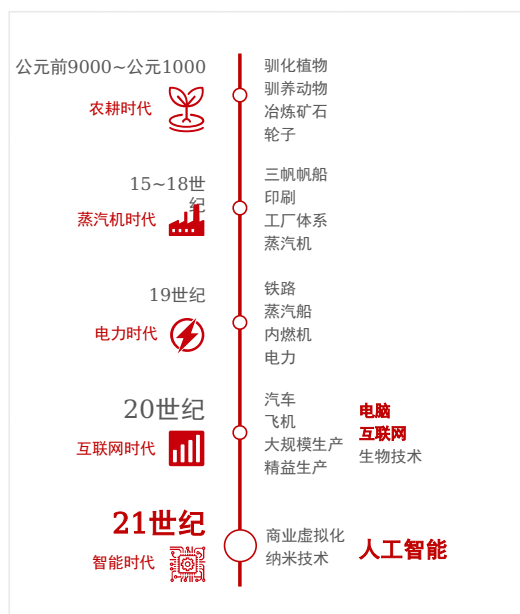 公元前9000~公元1000
农耕时代
驯化植物
驯养动物
冶炼矿石
轮子
15~18世
纪
蒸汽机时代
三帆帆船
印刷
工厂体系
蒸汽机
19世纪
电力时代
铁路
蒸汽船
内燃机
电力
20世纪
互联网时代
汽车
飞机
大规模生产
精益生产
电脑
互联网
生物技术
21世纪
智能时代
商业虚拟化
纳米技术
人工智能